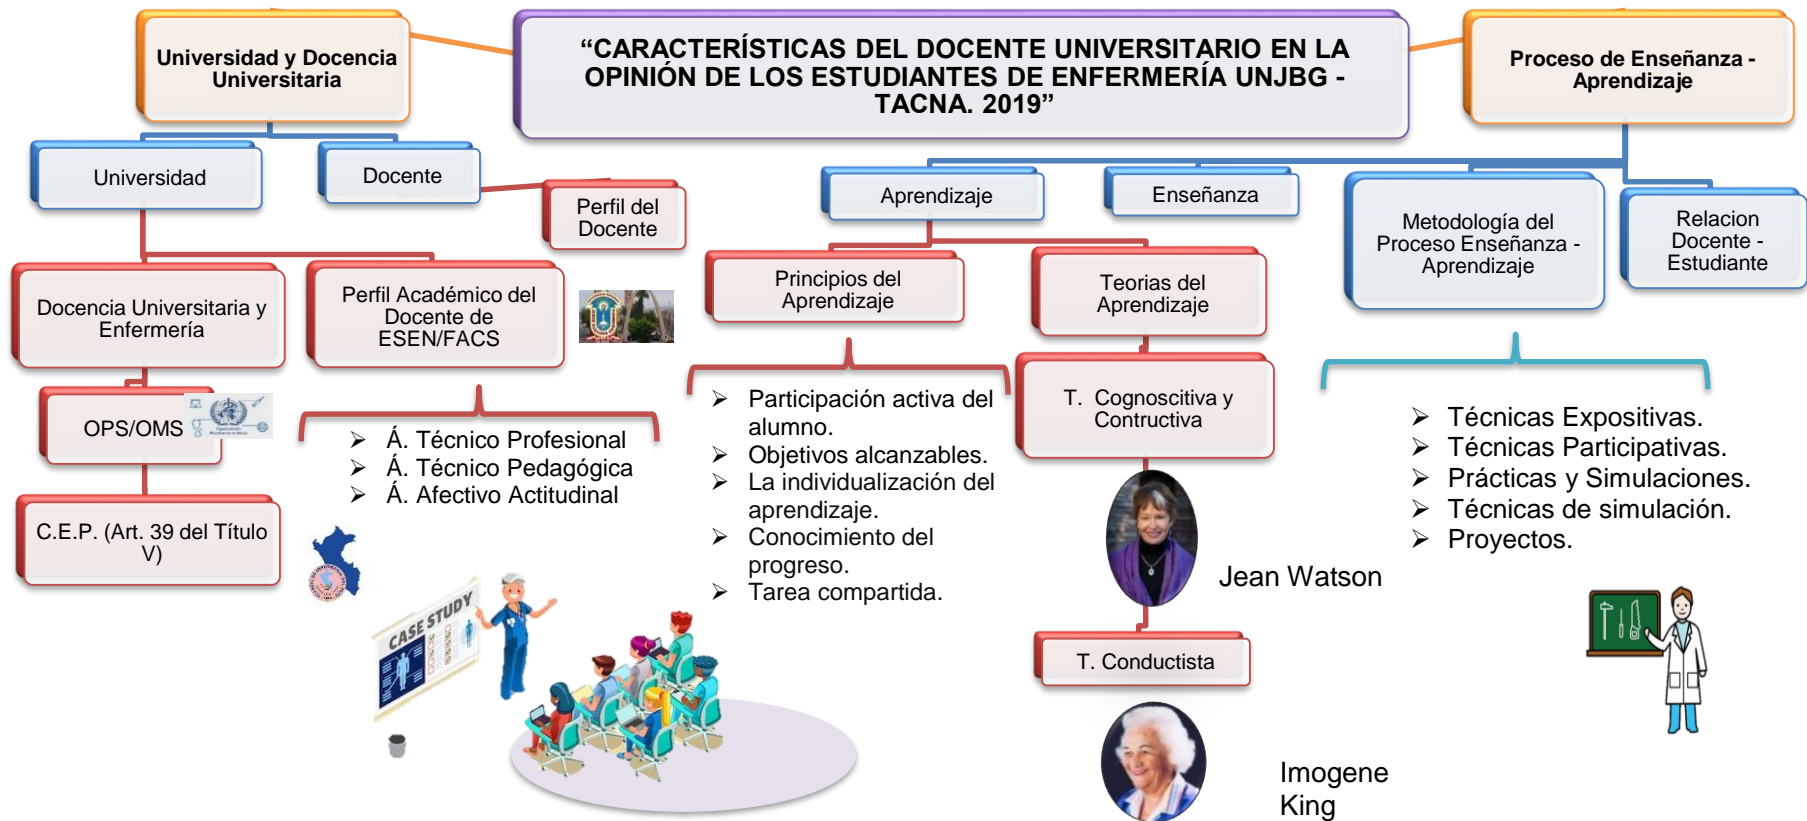 Universidad y Docencia
Universitaria
“CARACTERÍSTICAS DEL DOCENTE UNIVERSITARIO EN LA
OPINIÓN DE LOS ESTUDIANTES DE ENFERMERÍA UNJBG -
TACNA. 2019”
Proceso de Enseñanza -
Aprendizaje
Universidad
Docente
Perfil del
Docente
Docencia Universitaria y
Enfermería
Perfil Académico del
Docente de
ESEN/FACS
OPS/OMS
C.E.P. (Art. 39 del Título
V)
➢ Á. Técnico Profesional
➢ Á. Técnico Pedagógica
➢ Á. Afectivo Actitudinal
CASE STUDY
Aprendizaje
Enseñanza
Metodología del
Proceso Enseñanza -
Aprendizaje
Relacion
Docente -
Estudiante
Principios del
Aprendizaje
Teorías del
Aprendizaje
➢ Participación activa del
alumno.
➢ Objetivos alcanzables.
➢ La individualización del
aprendizaje.
➢ Conocimiento del
progreso.
➢ Tarea compartida.
T. Cognoscitiva y
Contructiva
Jean Watson
T. Conductista
Imogene
King
➢ Técnicas Expositivas.
➢ Técnicas Participativas.
➢ Prácticas y Simulaciones.
➢ Técnicas de simulación.
➢ Proyectos.